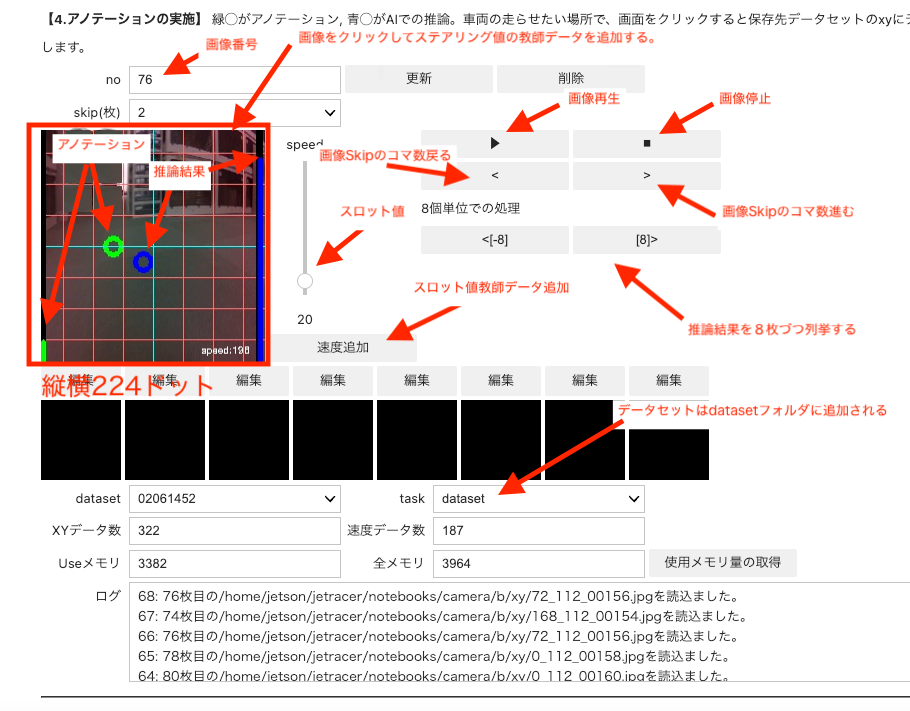 【4.アノテーションの実施】 緑◯がアノテーション, 青◯がAIでの推論。車両の走らせたい場所で、画面をクリックすると保存先データセットのxyにデ
します。
画像番号
画像をクリックしてステアリング値の教師データを追加する。
no 76 更新 削除
skip(枚) 2
画像再生
画像停止
アノテーション
推論結果
speed
▶ ■
画像Skipのコマ数戻る
< >
スロット値
8個単位での処理
画像Skipのコマ数進む
<[-8] [8]>
スロット値教師データ追加
20
推論結果を８枚づつ列挙する
speed:198
速度追加
縦横224ドット
編集 編集 編集 編集 編集 編集 編集 編集
データセットはdatasetフォルダに追加される
dataset 02061452 task dataset
XYデータ数 322 速度データ数 187
Useメモリ 3382 全メモリ 3964 使用メモリ量の取得
ログ 68: 76枚目の/home/jetson/jetracer/notebooks/camera/b/xy/72_112_00156.jpgを読込ました。
67: 74枚目の/home/jetson/jetracer/notebooks/camera/b/xy/168_112_00154.jpgを読込ました。
66: 76枚目の/home/jetson/jetracer/notebooks/camera/b/xy/72_112_00156.jpgを読込ました。
65: 78枚目の/home/jetson/jetracer/notebooks/camera/b/xy/0_112_00158.jpgを読込ました。
64: 80枚目の/home/jetson/jetracer/notebooks/camera/b/xy/0_112_00160.jpgを読込ました。